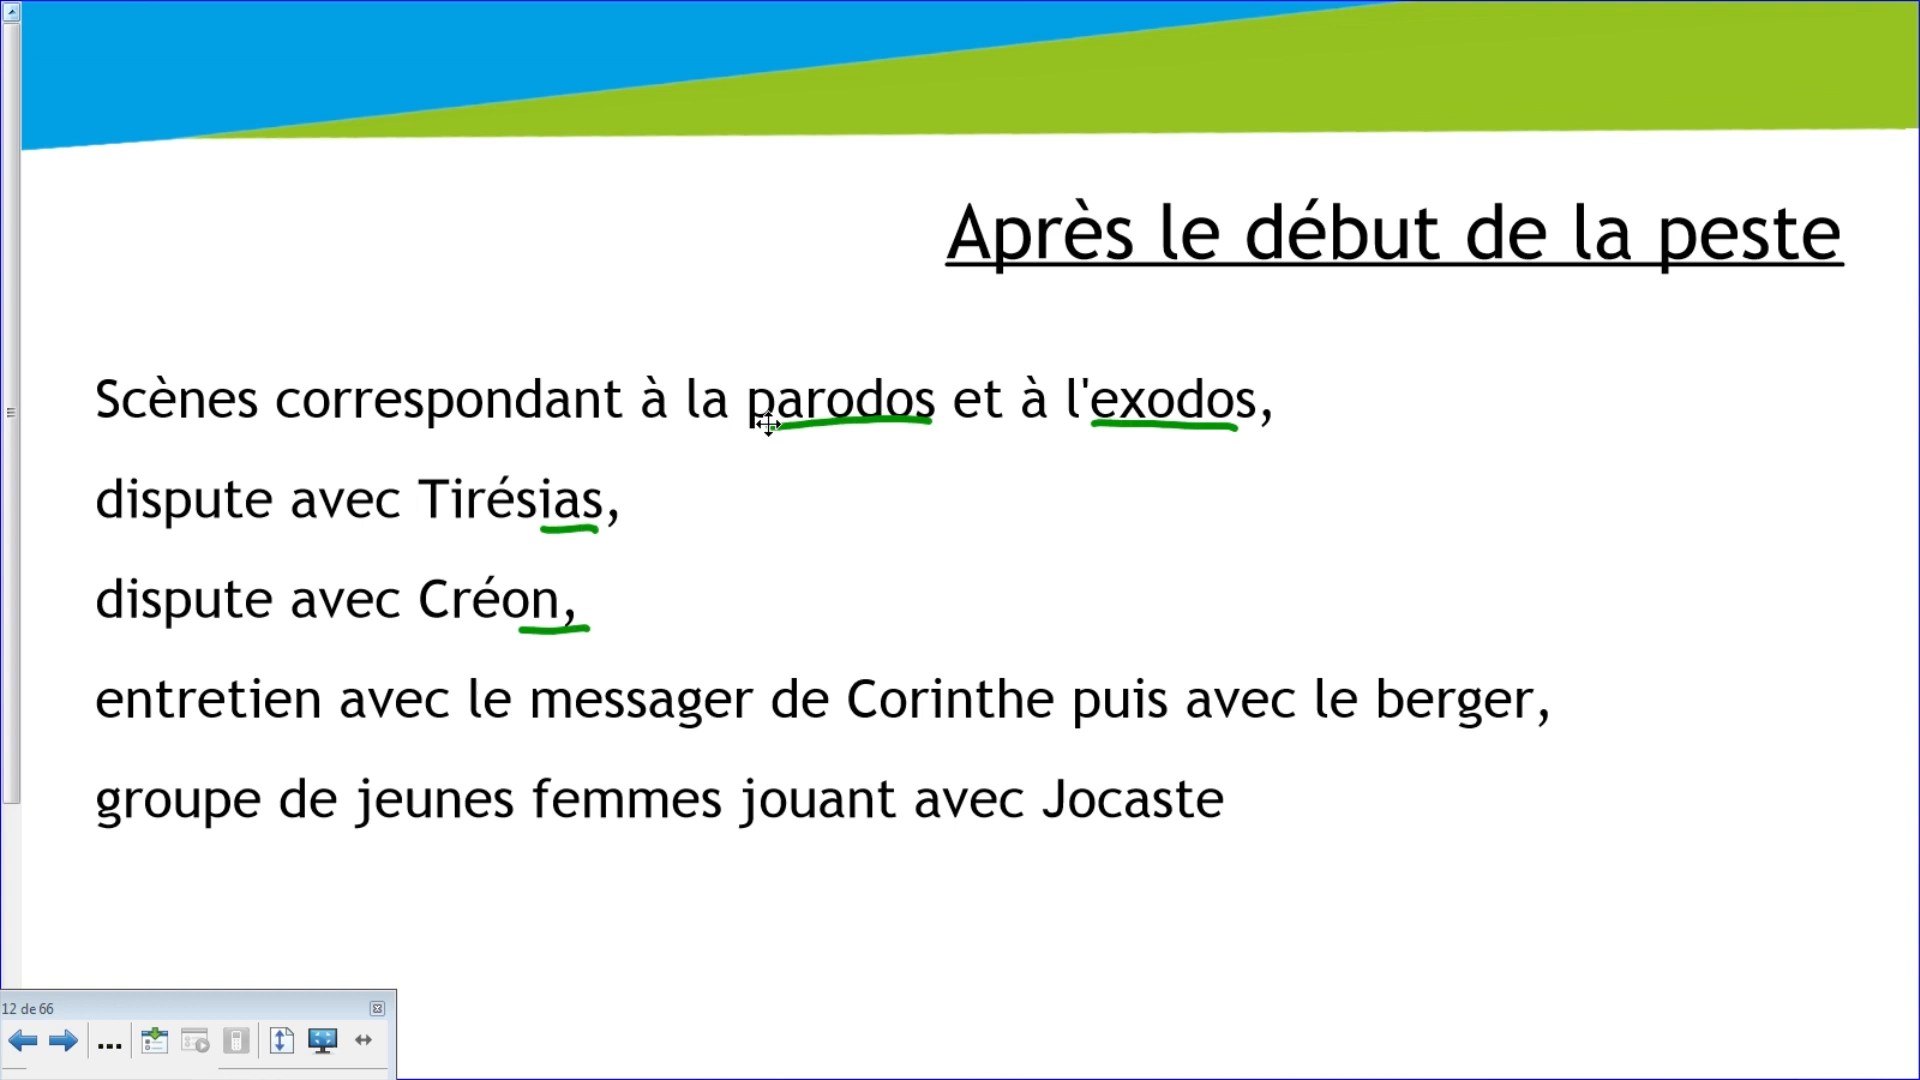 Après le début de la peste
Scènes correspondant à la parodos et à l'exodos,
dispute avec Tirésias,
dispute avec Créon,
entretien avec le messager de Corinthe puis avec le berger,
groupe de jeunes femmes jouant avec Jocaste
12 de 66
...